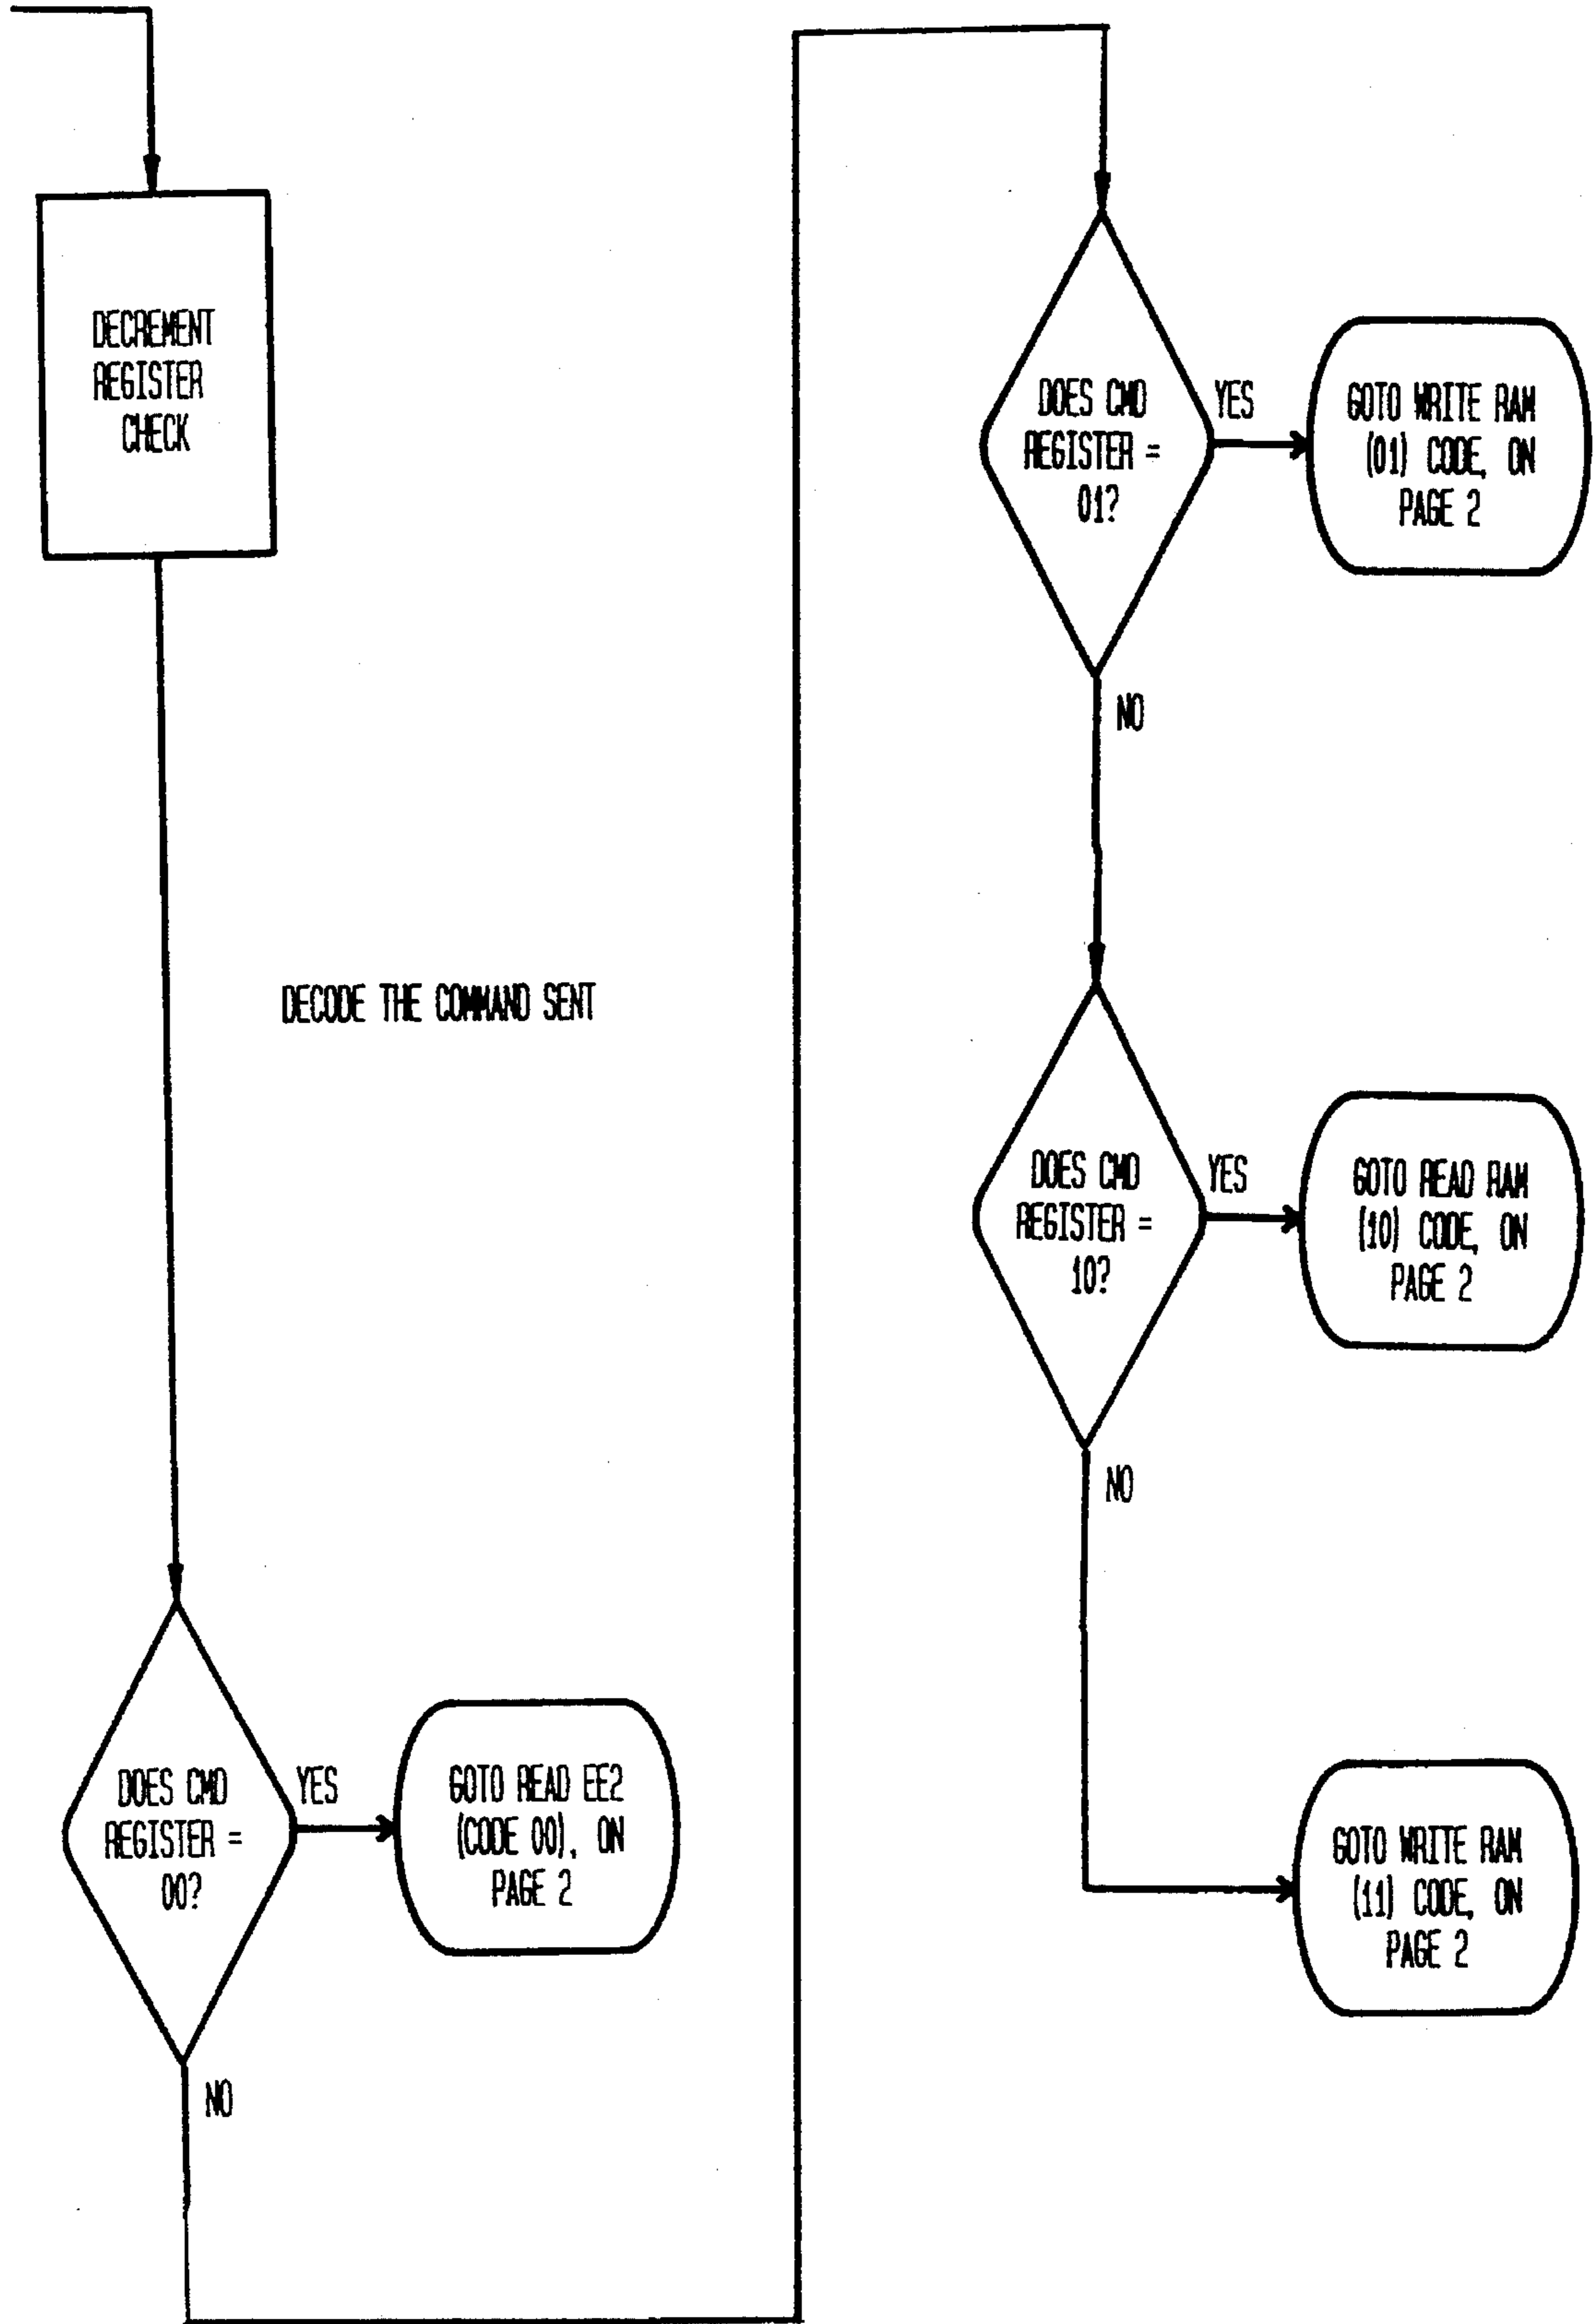 DECREMENT
REGISTER
CHECK
DECODE THE COMMAND SENT
DOES CMD
REGISTER =
00?
YES
GOTO READ EE2
(CODE 00), ON
PAGE 2
NO
DOES CMD
REGISTER =
01?
YES
GOTO WRITE RAM
(01) CODE, ON
PAGE 2
NO
DOES CMD
REGISTER =
10?
YES
GOTO READ RAM
(10) CODE, ON
PAGE 2
NO
GOTO WRITE RAM
(11) CODE, ON
PAGE 2